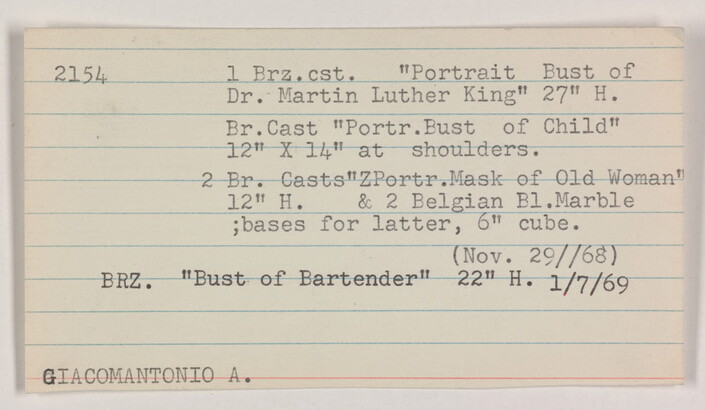 2154 1 Brz.cst. "Portrait Bust of
Dr. Martin Luther King" 27" H.
Br.Cast "Portr.Bust of Child"
12" X 14" at shoulders.
2 Br. Casts"ZPortr.Mask of Old Woman"
12" H. & 2 Belgian Bl.Marble
;bases for latter, 6" cube.
(Nov. 29//68)
BRZ. "Bust of Bartender" 22" H. 1/7/69
GIACOMANTONIO A.